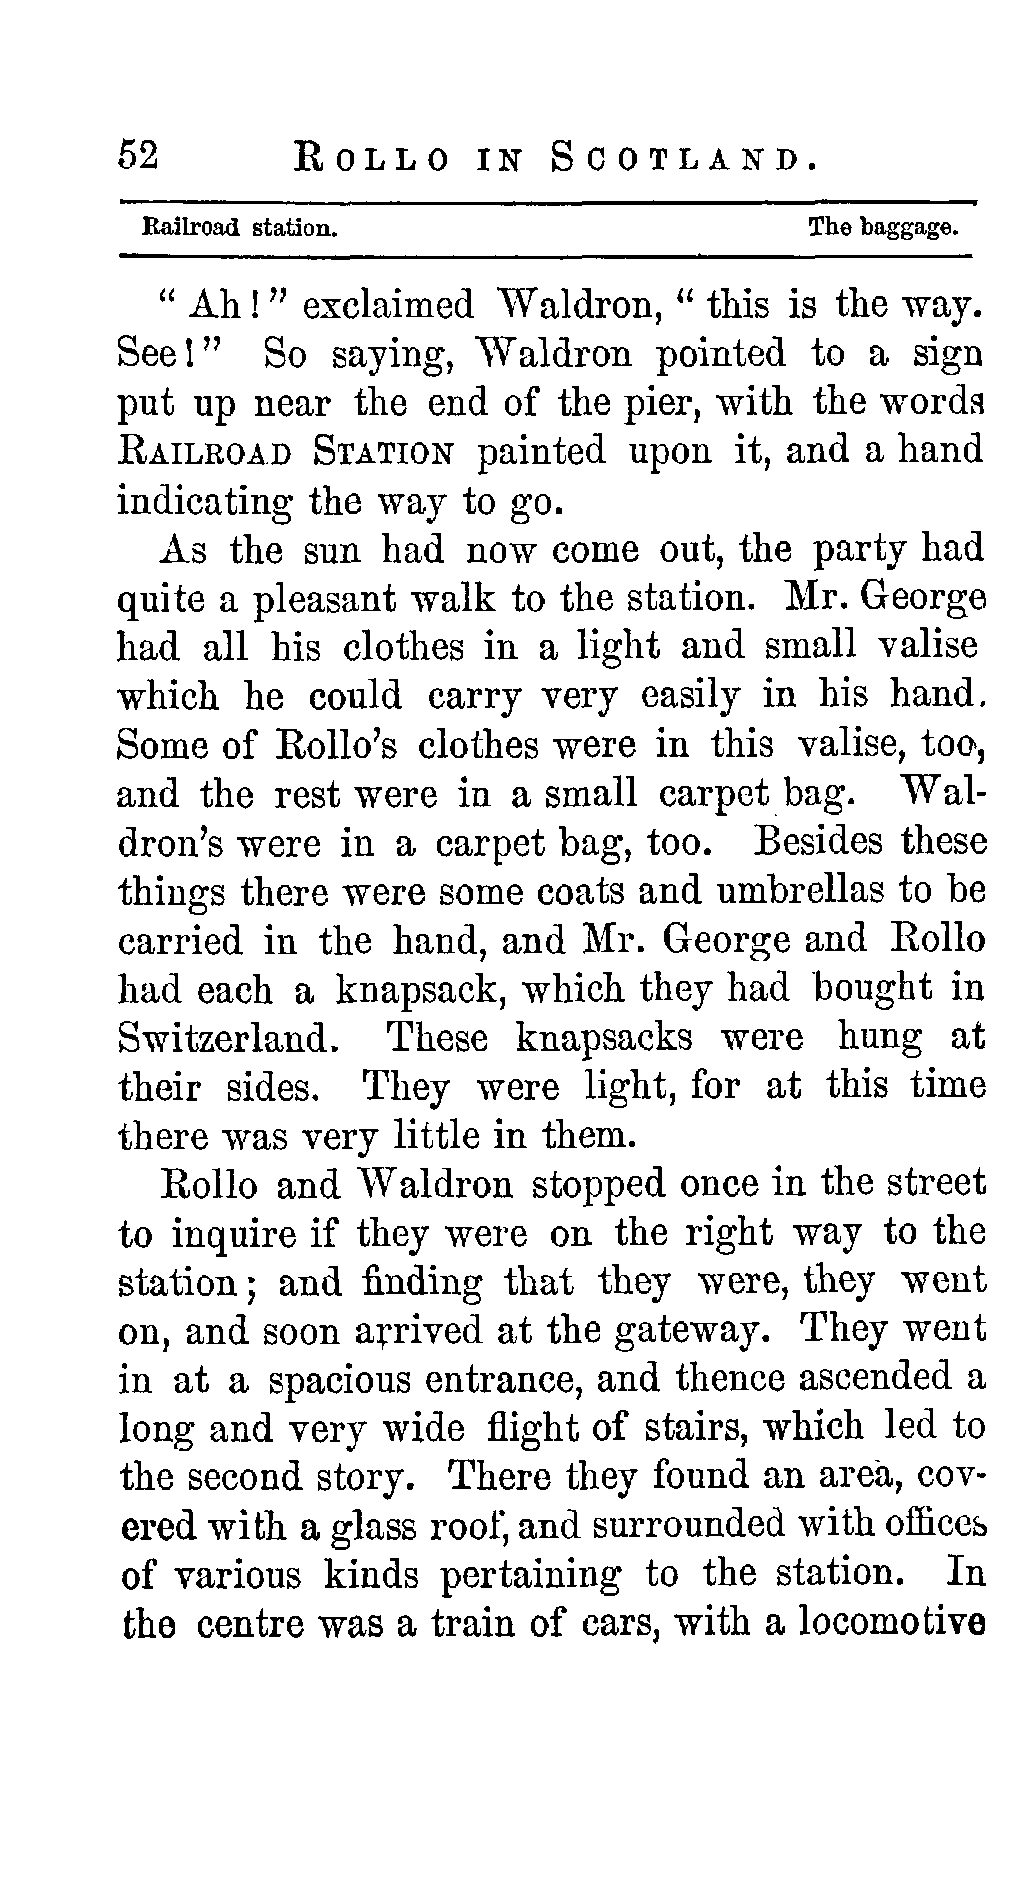 52 ROLLO IN SCOTLAND.
Railroad station. The baggage.
“Ah!” exclaimed Waldron, “this is the way.
See!” So saying, Waldron pointed to a sign
put up near the end of the pier, with the words
RAILROAD STATION painted upon it, and a hand
indicating the way to go.
As the sun had now come out, the party had
quite a pleasant walk to the station. Mr. George
had all his clothes in a light and small valise
which he could carry very easily in his hand.
Some of Rollo’s clothes were in this valise, too,
and the rest were in a small carpet bag. Wal-
dron’s were in a carpet bag, too. Besides these
things there were some coats and umbrellas to be
carried in the hand, and Mr. George and Rollo
had each a knapsack, which they had bought in
Switzerland. These knapsacks were hung at
their sides. They were light, for at this time
there was very little in them.
Rollo and Waldron stopped once in the street
to inquire if they were on the right way to the
station; and finding that they were, they went
on, and soon arrived at the gateway. They went
in at a spacious entrance, and thence ascended a
long and very wide flight of stairs, which led to
the second story. There they found an area, cov-
ered with a glass roof, and surrounded with offices
of various kinds pertaining to the station. In
the centre was a train of cars, with a locomotive